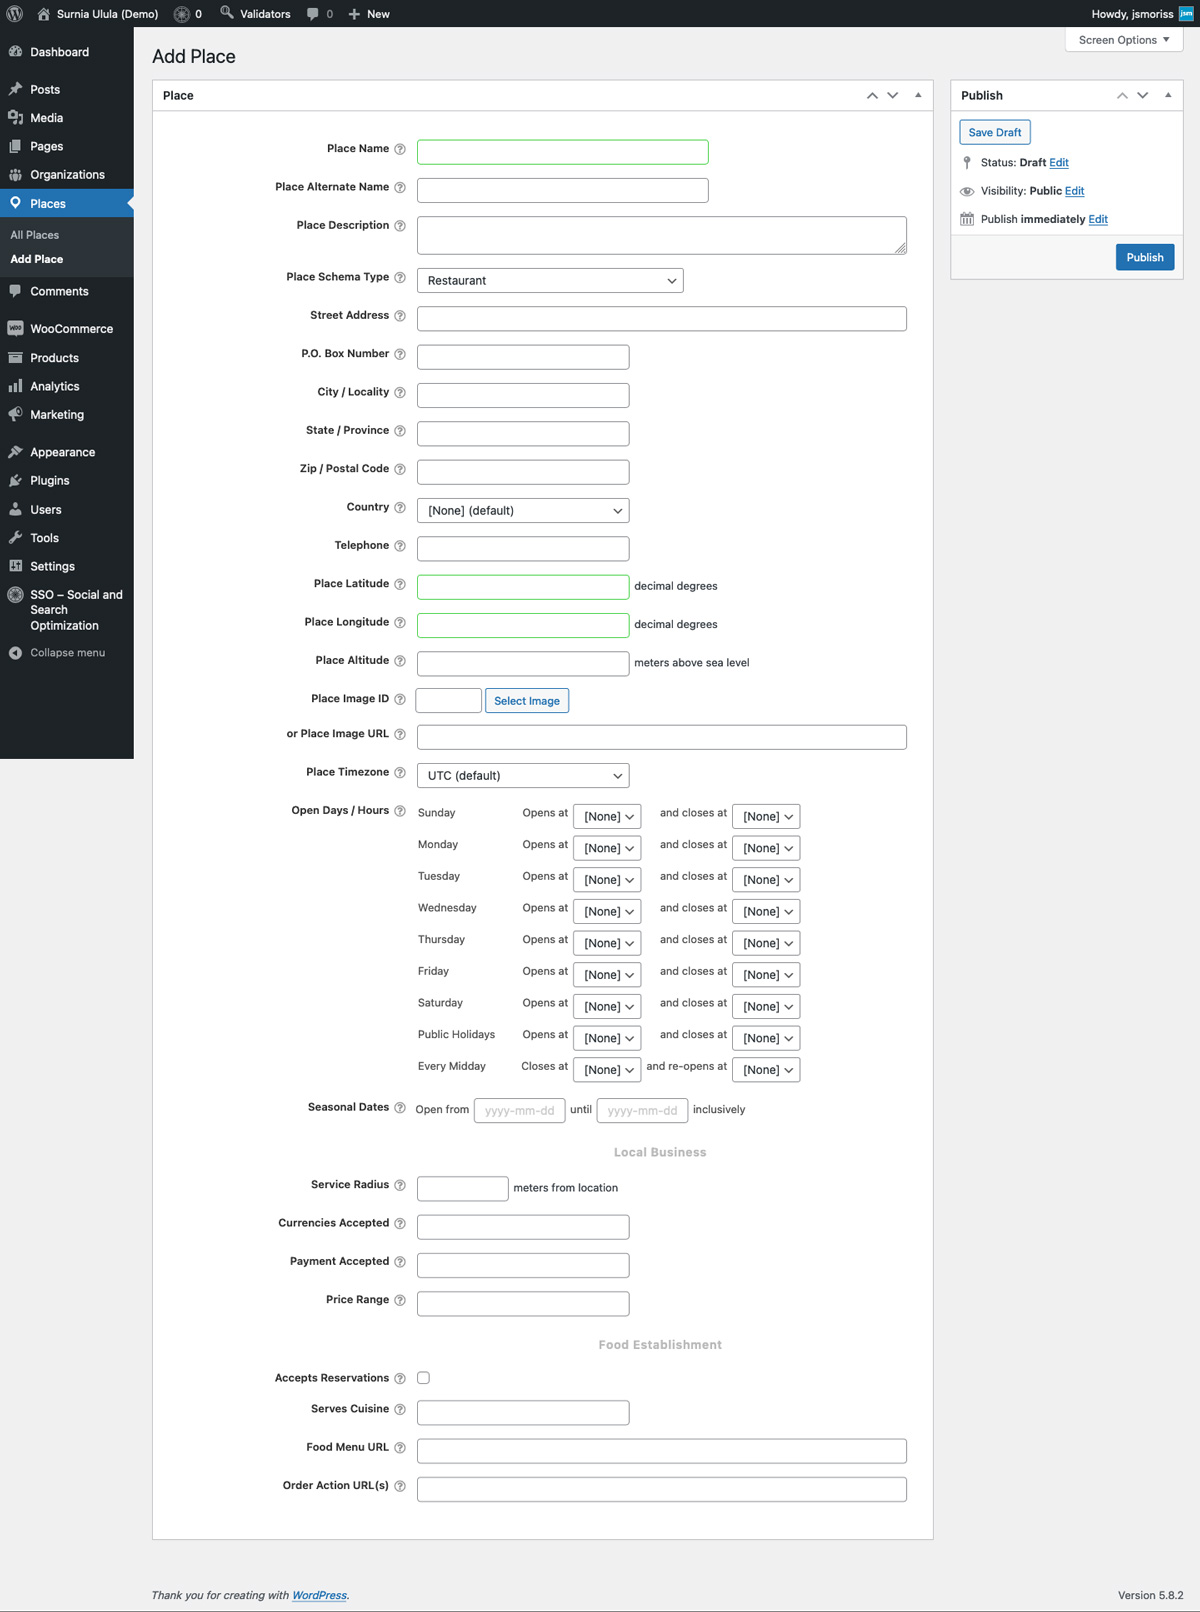 Surnia Ulula (Demo) 0 Validators 0 New Howdy, jsmoriss
Screen Options
Dashboard
Posts
Media
Pages
Organizations
Places
All Places
Add Place
Comments
WooCommerce
Products
Analytics
Marketing
Appearance
Plugins
Users
Tools
Settings
SSO – Social and
Search
Optimization
Collapse menu
Add Place
Place
Place Name
Place Alternate Name
Place Description
Place Schema Type Restaurant
Street Address
P.O. Box Number
City / Locality
State / Province
Zip / Postal Code
Country [None] (default)
Telephone
Place Latitude decimal degrees
Place Longitude decimal degrees
Place Altitude meters above sea level
Place Image ID Select Image
or Place Image URL
Place Timezone UTC (default)
Open Days / Hours Sunday Opens at [None] and closes at [None]
Monday Opens at [None] and closes at [None]
Tuesday Opens at [None] and closes at [None]
Wednesday Opens at [None] and closes at [None]
Thursday Opens at [None] and closes at [None]
Friday Opens at [None] and closes at [None]
Saturday Opens at [None] and closes at [None]
Public Holidays Opens at [None] and closes at [None]
Every Midday Closes at [None] and re-opens at [None]
Seasonal Dates Open from yyyy-mm-dd until yyyy-mm-dd inclusively
Local Business
Service Radius meters from location
Currencies Accepted
Payment Accepted
Price Range
Food Establishment
Accepts Reservations
Serves Cuisine
Food Menu URL
Order Action URL(s)
Publish
Save Draft
Status: Draft Edit
Visibility: Public Edit
Publish immediately Edit
Publish
Thank you for creating with WordPress. Version 5.8.2